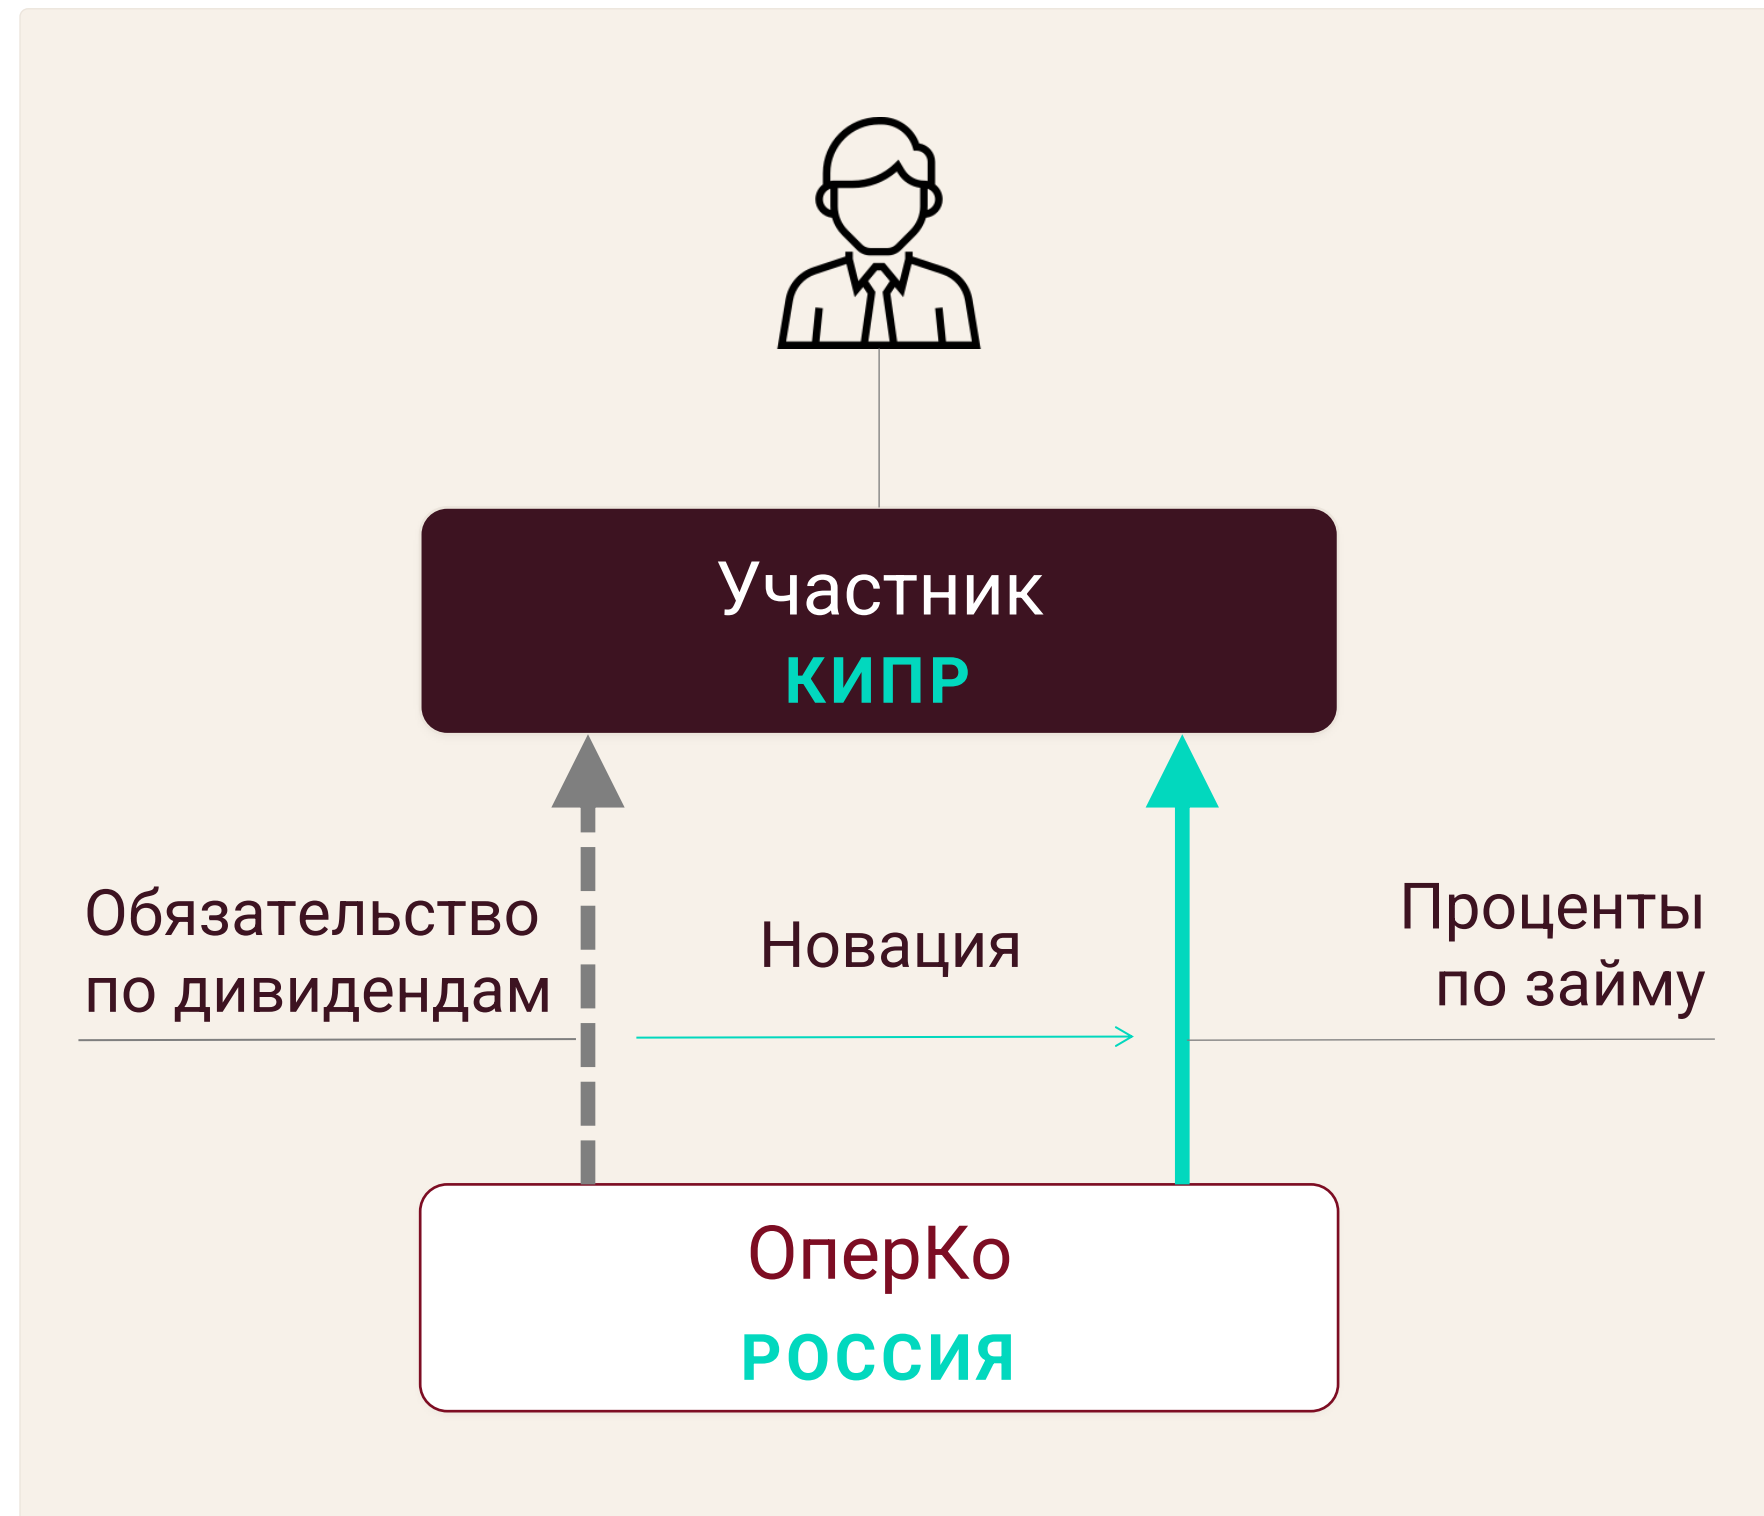 Участник
КИПР
Обязательство
по дивидендам
Новация
Проценты
по займу
ОперКо
РОССИЯ